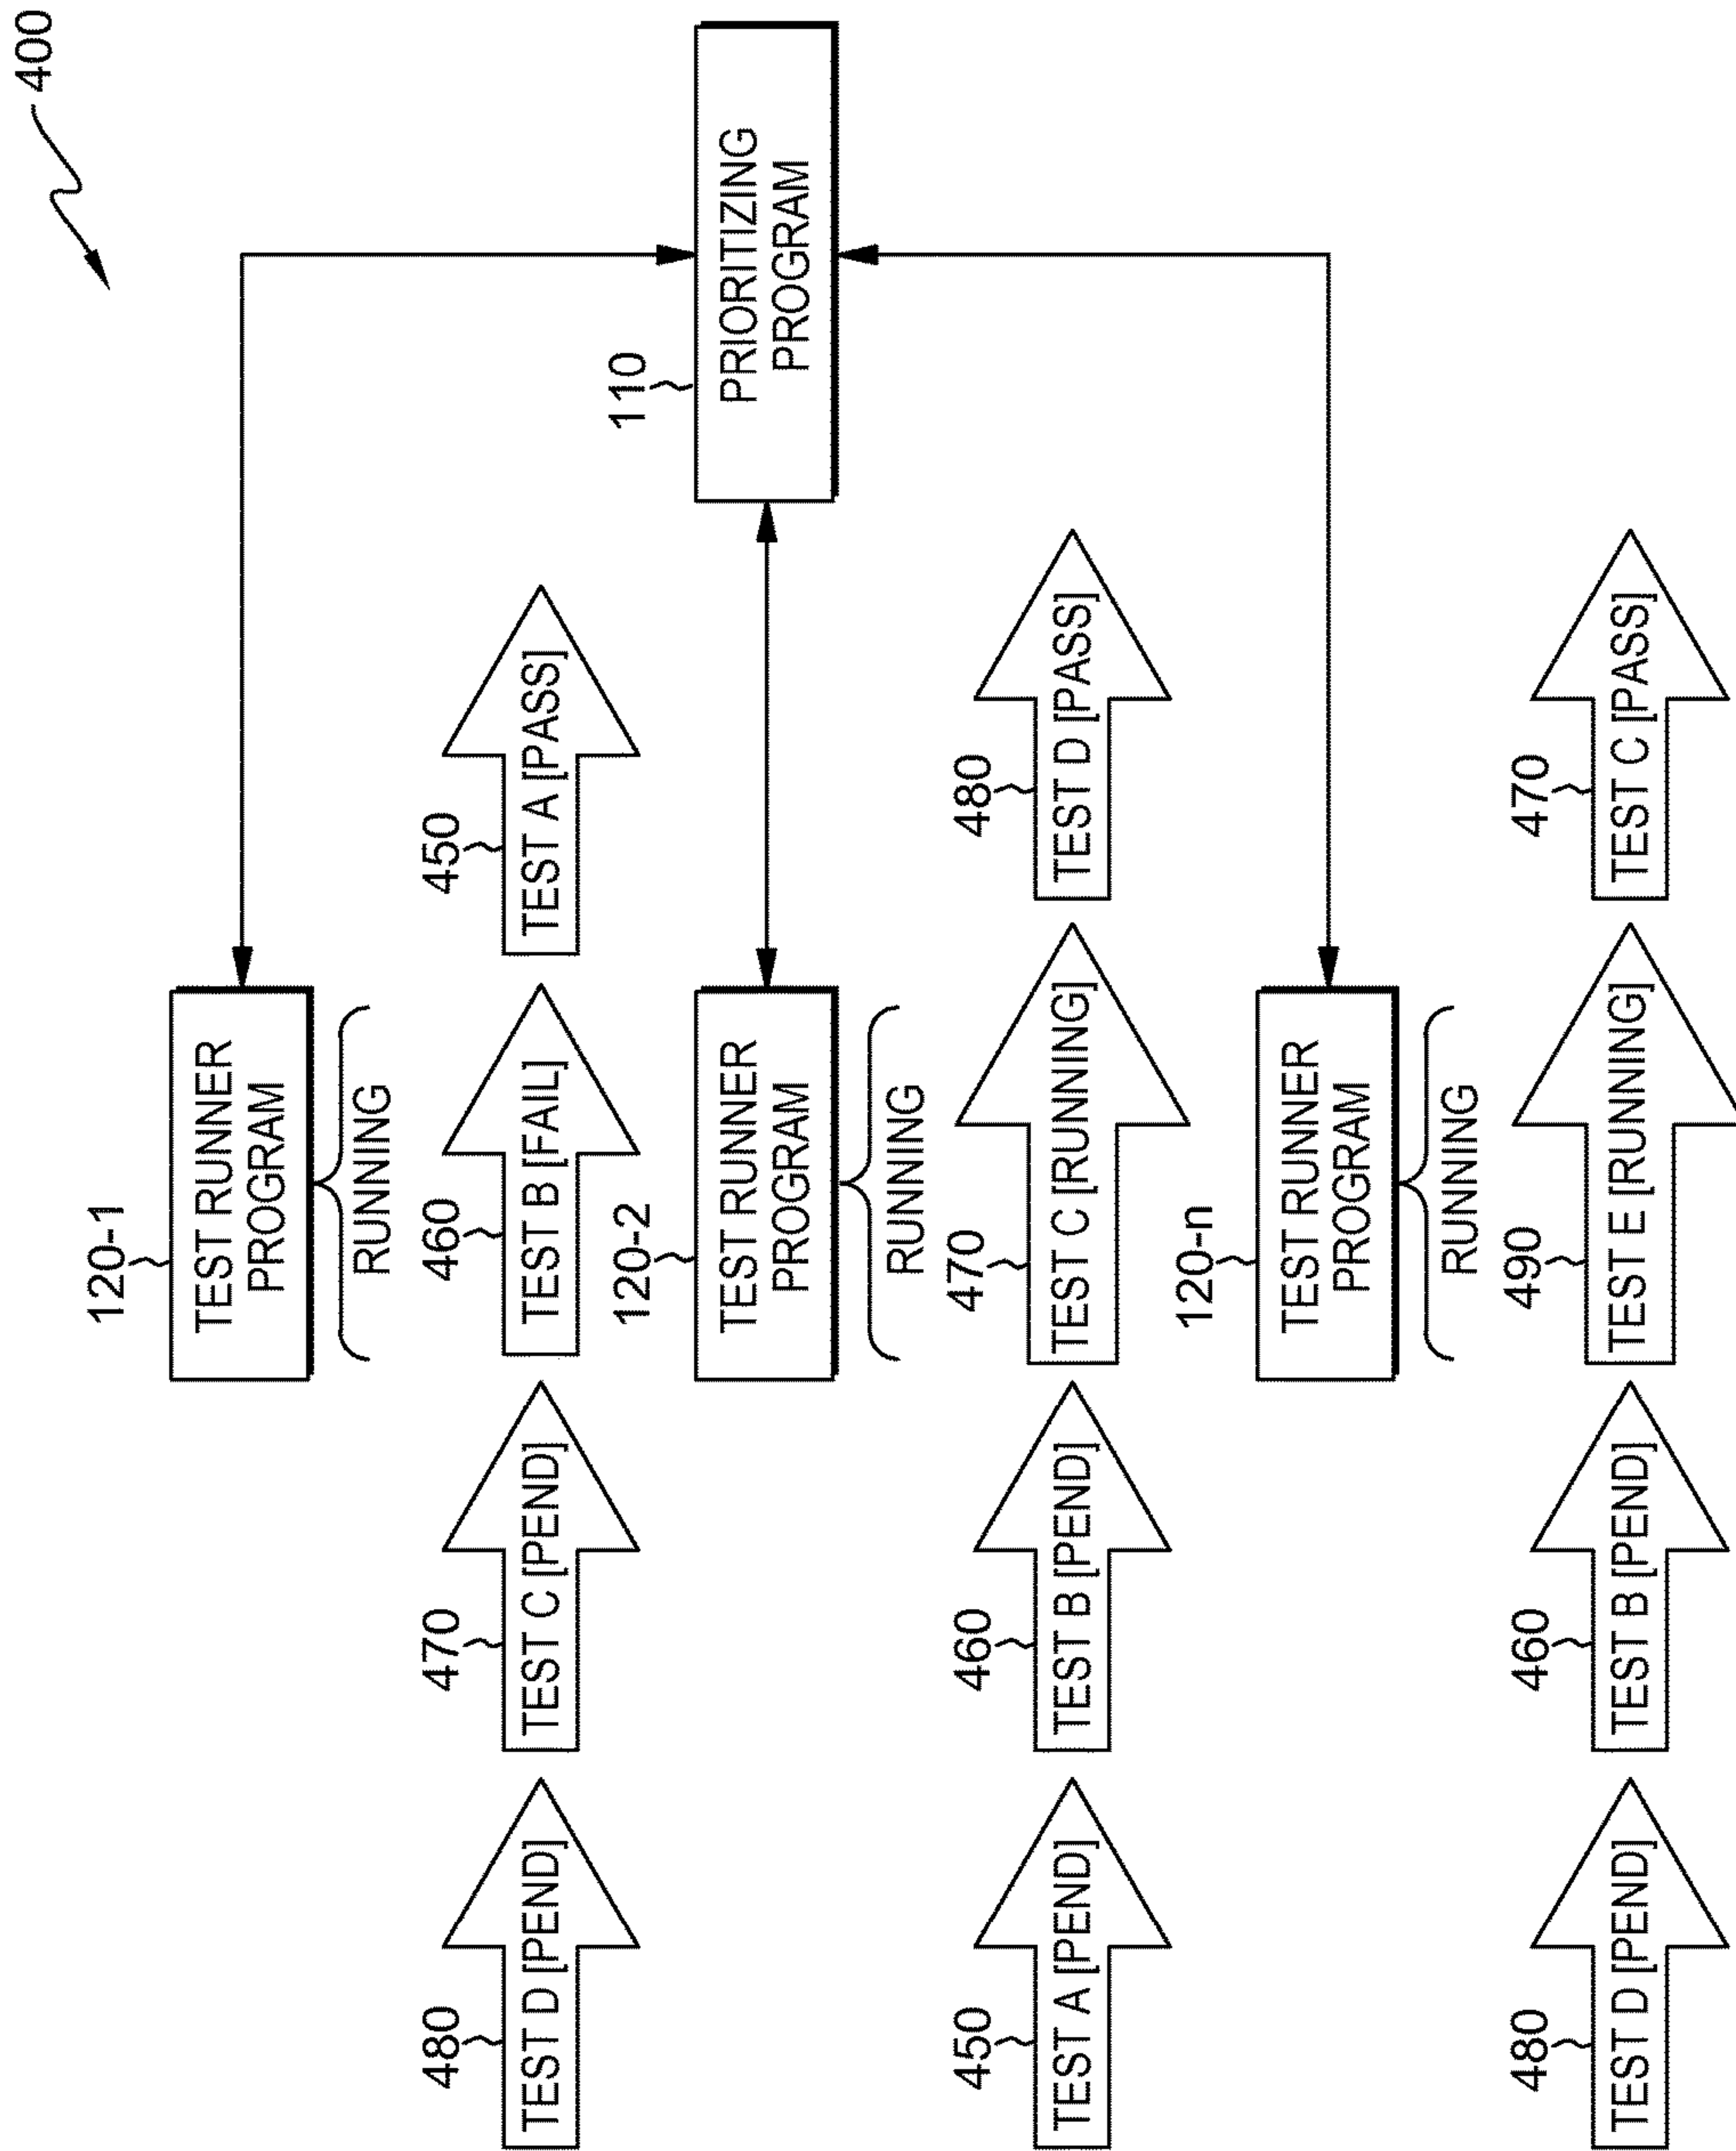 400
120-1
TEST RUNNER
PROGRAM
RUNNING
480
TEST D [PEND]
470
TEST C [PEND]
460
TEST B [FAIL]
450
TEST A [PASS]
110
PRIORITIZING
PROGRAM
120-2
TEST RUNNER
PROGRAM
RUNNING
450
TEST A [PEND]
460
TEST B [PEND]
470
TEST C [RUNNING]
480
TEST D [PASS]
120-n
TEST RUNNER
PROGRAM
RUNNING
480
TEST D [PEND]
460
TEST B [PEND]
490
TEST E [RUNNING]
470
TEST C [PASS]